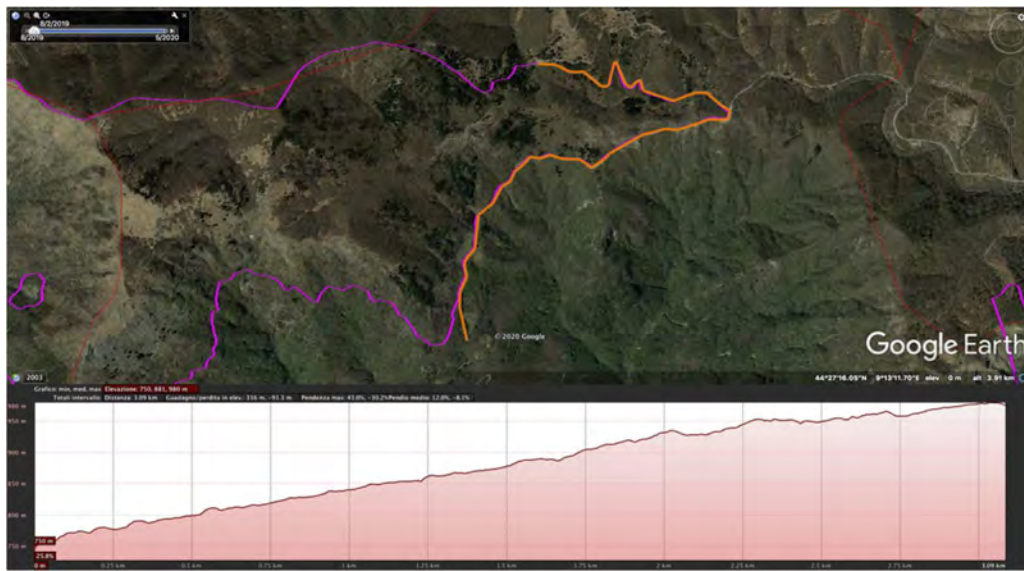 8/2/2019
8/2019 5/2020
© 2020 Google
Google Earth
2003
44°27'16.05"N 9°13'11.70"E elev 0 m alt 3.91 km
Grafico: min, med, max Elevazione: 750, 881, 980 m
Totali intervallo: Distanza: 3.09 km Guadagno/perdita in elev.: 316 m, -91.3 m Pendenza max: 43.0%, -30.2% Pendio medio: 12.0%, -8.1%
980 m
950 m
900 m
850 m
800 m
750 m
750 m
25.8%
0 m 0.25 km 0.5 km 0.75 km 1 km 1.25 km 1.5 km 1.75 km 2 km 2.25 km 2.5 km 2.75 km 3.09 km